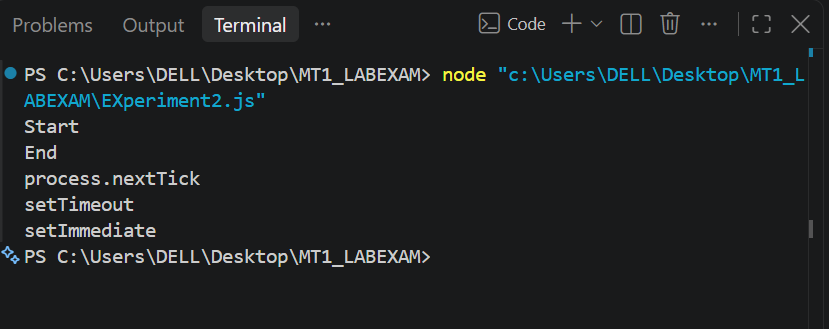 Problems Output Terminal ··· Code ···
PS C:\Users\DELL\Desktop\MT1_LABEXAM> node "c:\Users\DELL\Desktop\MT1_L
ABEXAM\EXperiment2.js"
Start
End
process.nextTick
setTimeout
setImmediate
PS C:\Users\DELL\Desktop\MT1_LABEXAM>